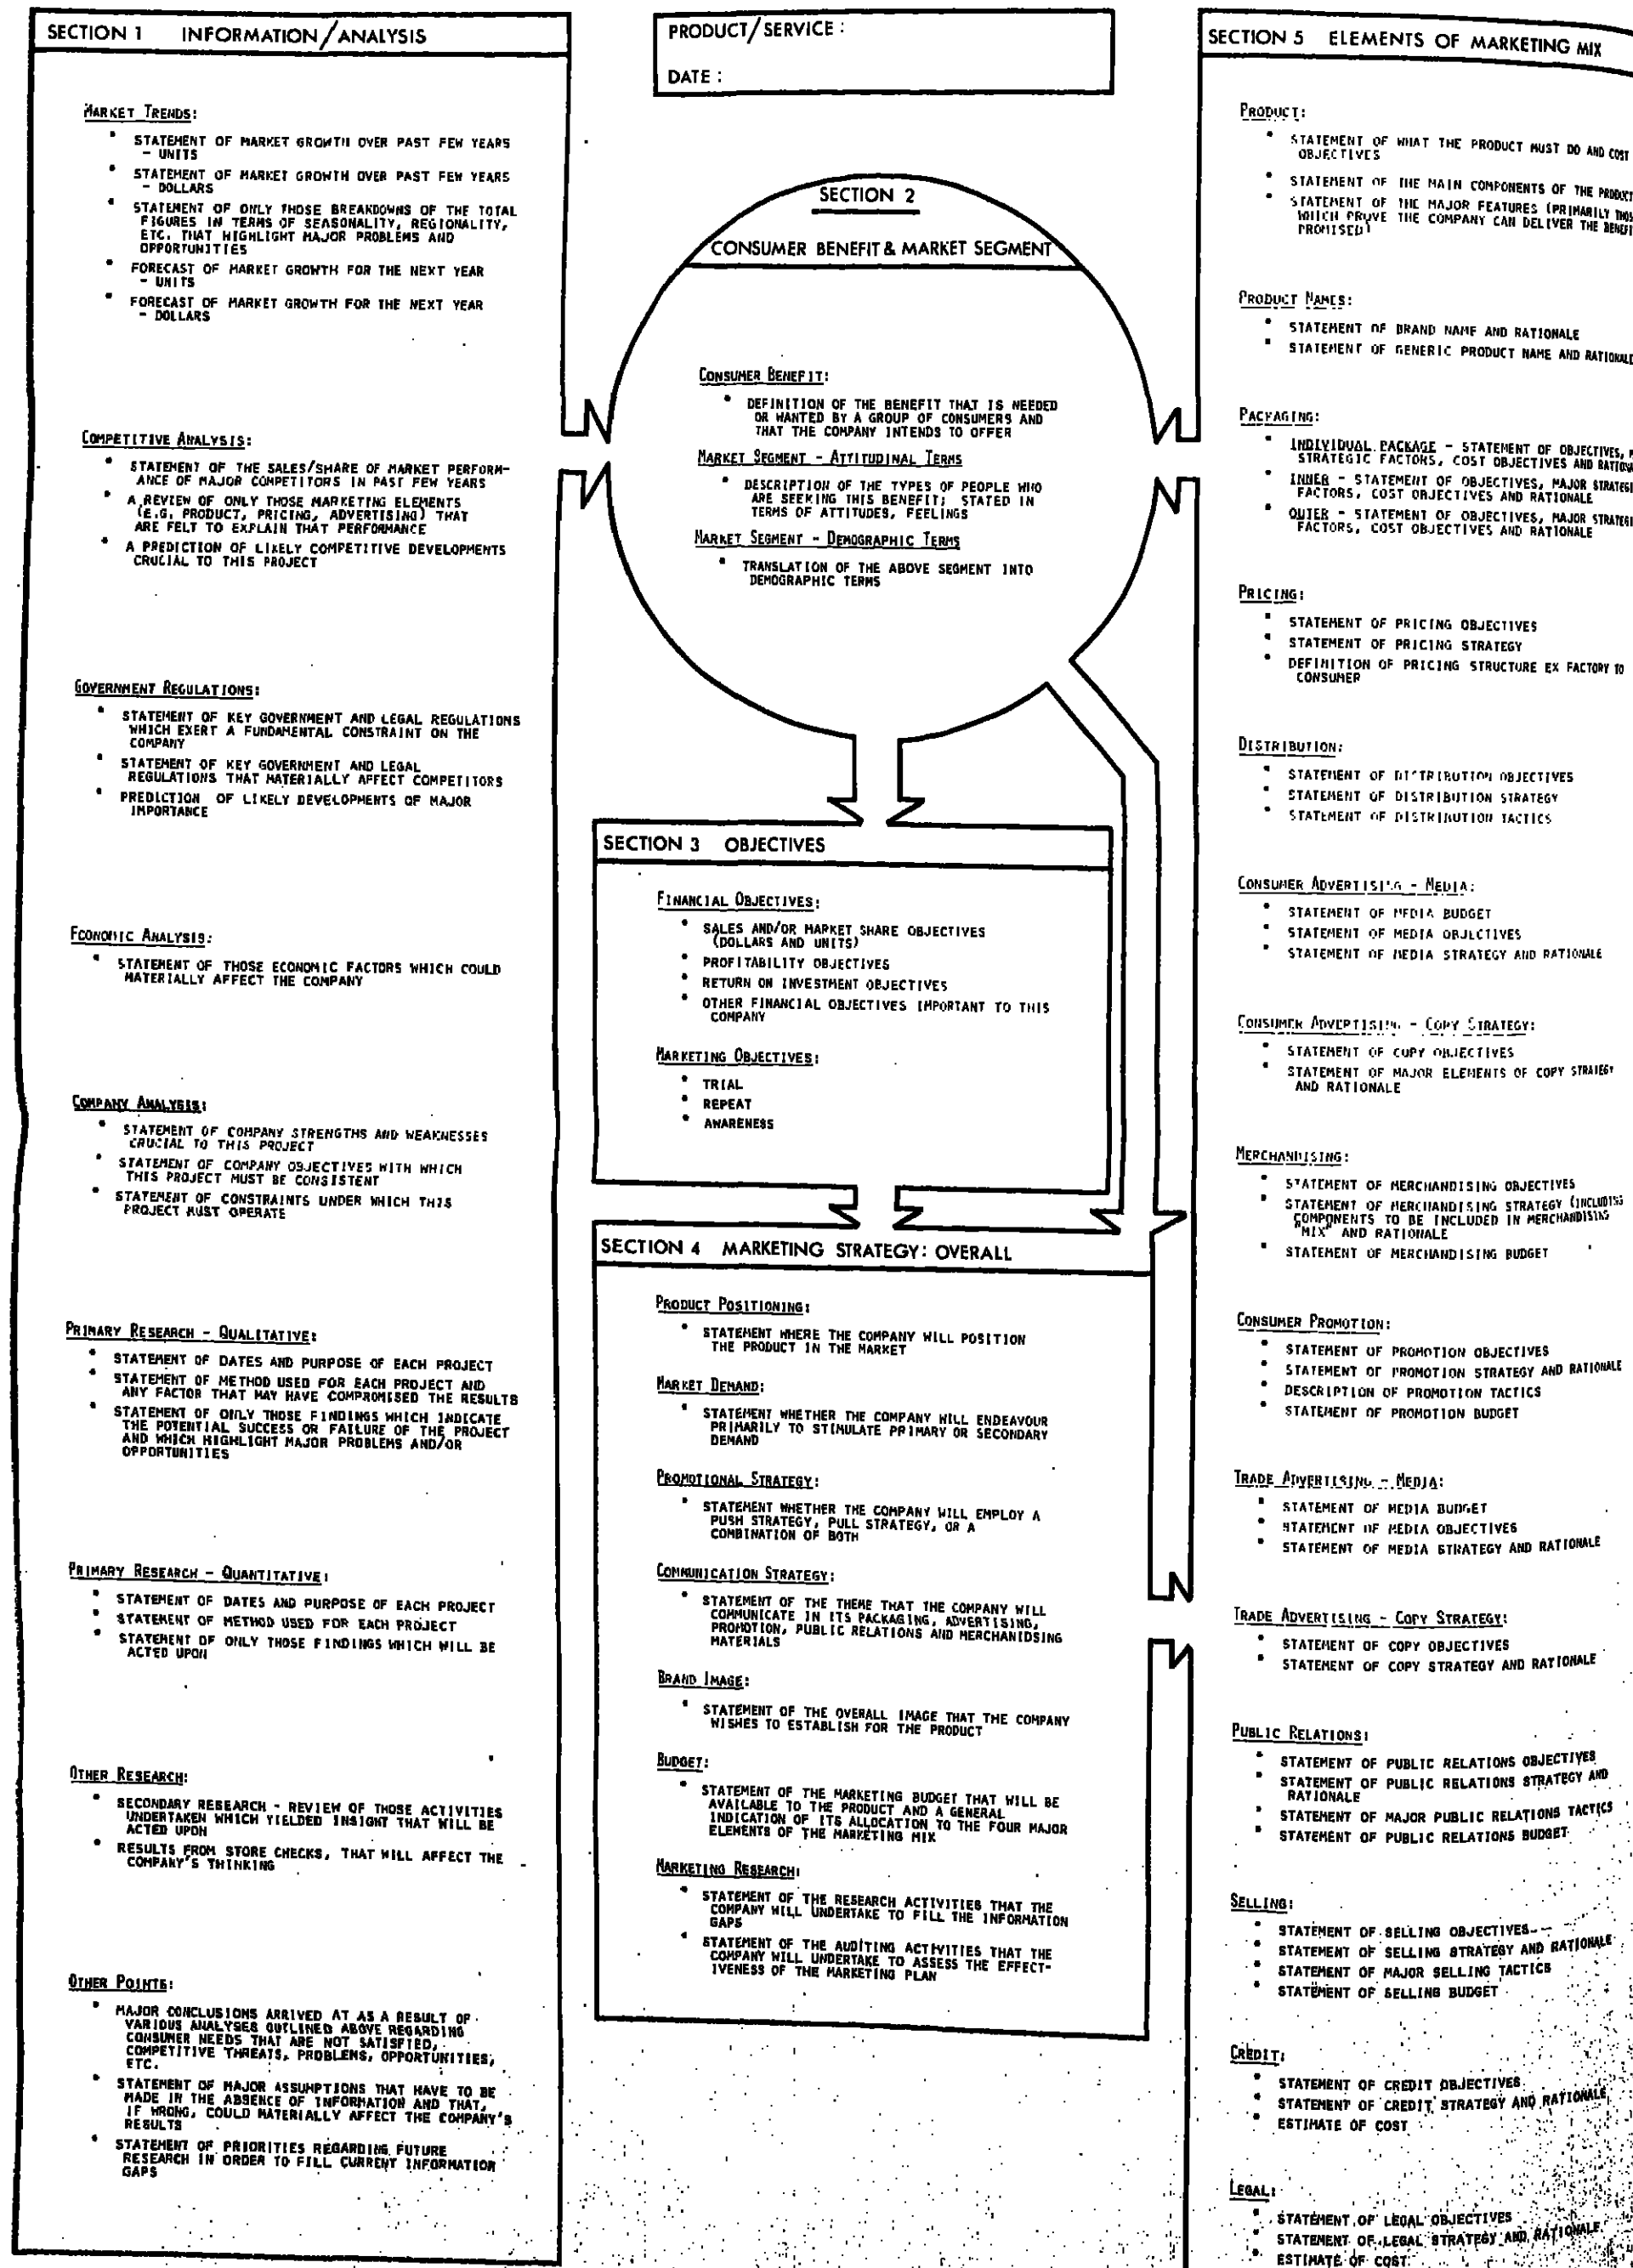 SECTION 1 INFORMATION/ANALYSIS
MARKET TRENDS:
• STATEMENT OF MARKET GROWTH OVER PAST FEW YEARS
- UNITS
• STATEMENT OF MARKET GROWTH OVER PAST FEW YEARS
- DOLLARS
• STATEMENT OF ONLY THOSE BREAKDOWNS OF THE TOTAL
FIGURES IN TERMS OF SEASONALITY, REGIONALITY,
ETC. THAT HIGHLIGHT MAJOR PROBLEMS AND
OPPORTUNITIES
• FORECAST OF MARKET GROWTH FOR THE NEXT YEAR
- UNITS
• FORECAST OF MARKET GROWTH FOR THE NEXT YEAR
- DOLLARS
COMPETITIVE ANALYSIS:
• STATEMENT OF THE SALES/SHARE OF MARKET PERFORM-
ANCE OF MAJOR COMPETITORS IN PAST FEW YEARS
• A REVIEW OF ONLY THOSE MARKETING ELEMENTS
(E.G. PRODUCT, PRICING, ADVERTISING) THAT
ARE FELT TO EXPLAIN THAT PERFORMANCE
• A PREDICTION OF LIKELY COMPETITIVE DEVELOPMENTS
CRUCIAL TO THIS PROJECT
GOVERNMENT REGULATIONS:
• STATEMENT OF KEY GOVERNMENT AND LEGAL REGULATIONS
WHICH EXERT A FUNDAMENTAL CONSTRAINT ON THE
COMPANY
• STATEMENT OF KEY GOVERNMENT AND LEGAL
REGULATIONS THAT MATERIALLY AFFECT COMPETITORS
• PREDICTION OF LIKELY DEVELOPMENTS OF MAJOR
IMPORTANCE
ECONOMIC ANALYSIS:
• STATEMENT OF THOSE ECONOMIC FACTORS WHICH COULD
MATERIALLY AFFECT THE COMPANY
COMPANY ANALYSIS:
• STATEMENT OF COMPANY STRENGTHS AND WEAKNESSES
CRUCIAL TO THIS PROJECT
• STATEMENT OF COMPANY OBJECTIVES WITH WHICH
THIS PROJECT MUST BE CONSISTENT
• STATEMENT OF CONSTRAINTS UNDER WHICH THIS
PROJECT MUST OPERATE
PRIMARY RESEARCH - QUALITATIVE:
• STATEMENT OF DATES AND PURPOSE OF EACH PROJECT
• STATEMENT OF METHOD USED FOR EACH PROJECT AND
ANY FACTOR THAT MAY HAVE COMPROMISED THE RESULTS
• STATEMENT OF ONLY THOSE FINDINGS WHICH INDICATE
THE POTENTIAL SUCCESS OR FAILURE OF THE PROJECT
AND WHICH HIGHLIGHT MAJOR PROBLEMS AND/OR
OPPORTUNITIES
PRIMARY RESEARCH - QUANTITATIVE:
• STATEMENT OF DATES AND PURPOSE OF EACH PROJECT
• STATEMENT OF METHOD USED FOR EACH PROJECT
• STATEMENT OF ONLY THOSE FINDINGS WHICH WILL BE
ACTED UPON
OTHER RESEARCH:
• SECONDARY RESEARCH - REVIEW OF THOSE ACTIVITIES
UNDERTAKEN WHICH YIELDED INSIGHT THAT WILL BE
ACTED UPON
• RESULTS FROM STORE CHECKS, THAT WILL AFFECT THE
COMPANY'S THINKING
OTHER POINTS:
• MAJOR CONCLUSIONS ARRIVED AT AS A RESULT OF
VARIOUS ANALYSES OUTLINED ABOVE REGARDING
CONSUMER NEEDS THAT ARE NOT SATISFIED,
COMPETITIVE THREATS, PROBLEMS, OPPORTUNITIES,
ETC.
• STATEMENT OF MAJOR ASSUMPTIONS THAT HAVE TO BE
MADE IN THE ABSENCE OF INFORMATION AND THAT,
IF WRONG, COULD MATERIALLY AFFECT THE COMPANY'S
RESULTS
• STATEMENT OF PRIORITIES REGARDING FUTURE
RESEARCH IN ORDER TO FILL CURRENT INFORMATION
GAPS
PRODUCT/SERVICE:
DATE:
SECTION 2
CONSUMER BENEFIT & MARKET SEGMENT
CONSUMER BENEFIT:
• DEFINITION OF THE BENEFIT THAT IS NEEDED
OR WANTED BY A GROUP OF CONSUMERS AND
THAT THE COMPANY INTENDS TO OFFER
MARKET SEGMENT - ATTITUDINAL TERMS
• DESCRIPTION OF THE TYPES OF PEOPLE WHO
ARE SEEKING THIS BENEFIT; STATED IN
TERMS OF ATTITUDES, FEELINGS
MARKET SEGMENT - DEMOGRAPHIC TERMS
• TRANSLATION OF THE ABOVE SEGMENT INTO
DEMOGRAPHIC TERMS
SECTION 3 OBJECTIVES
FINANCIAL OBJECTIVES:
• SALES AND/OR MARKET SHARE OBJECTIVES
(DOLLARS AND UNITS)
• PROFITABILITY OBJECTIVES
• RETURN ON INVESTMENT OBJECTIVES
• OTHER FINANCIAL OBJECTIVES IMPORTANT TO THIS
COMPANY
MARKETING OBJECTIVES:
• TRIAL
• REPEAT
• AWARENESS
SECTION 4 MARKETING STRATEGY: OVERALL
PRODUCT POSITIONING:
• STATEMENT WHERE THE COMPANY WILL POSITION
THE PRODUCT IN THE MARKET
MARKET DEMAND:
• STATEMENT WHETHER THE COMPANY WILL ENDEAVOUR
PRIMARILY TO STIMULATE PRIMARY OR SECONDARY
DEMAND
PROMOTIONAL STRATEGY:
• STATEMENT WHETHER THE COMPANY WILL EMPLOY A
PUSH STRATEGY, PULL STRATEGY, OR A
COMBINATION OF BOTH
COMMUNICATION STRATEGY:
• STATEMENT OF THE THEME THAT THE COMPANY WILL
COMMUNICATE IN ITS PACKAGING, ADVERTISING,
PROMOTION, PUBLIC RELATIONS AND MERCHANIDSING
MATERIALS
BRAND IMAGE:
• STATEMENT OF THE OVERALL IMAGE THAT THE COMPANY
WISHES TO ESTABLISH FOR THE PRODUCT
BUDGET:
• STATEMENT OF THE MARKETING BUDGET THAT WILL BE
AVAILABLE TO THE PRODUCT AND A GENERAL
INDICATION OF ITS ALLOCATION TO THE FOUR MAJOR
ELEMENTS OF THE MARKETING MIX
MARKETING RESEARCH:
• STATEMENT OF THE RESEARCH ACTIVITIES THAT THE
COMPANY WILL UNDERTAKE TO FILL THE INFORMATION
GAPS
• STATEMENT OF THE AUDITING ACTIVITIES THAT THE
COMPANY WILL UNDERTAKE TO ASSESS THE EFFECT-
IVENESS OF THE MARKETING PLAN
SECTION 5 ELEMENTS OF MARKETING MIX
PRODUCT:
• STATEMENT OF WHAT THE PRODUCT MUST DO AND COST
OBJECTIVES
• STATEMENT OF THE MAIN COMPONENTS OF THE PRODUCT
• STATEMENT OF THE MAJOR FEATURES (PRIMARILY
WHICH PROVE THE COMPANY CAN DELIVER THE
PROMISED)
PRODUCT NAMES:
• STATEMENT OF BRAND NAME AND RATIONALE
• STATEMENT OF GENERIC PRODUCT NAME AND RATIONALE
PACKAGING:
• INDIVIDUAL PACKAGE - STATEMENT OF OBJECTIVES,
STRATEGIC FACTORS, COST OBJECTIVES AND
• INNER - STATEMENT OF OBJECTIVES, MAJOR
FACTORS, COST OBJECTIVES AND RATIONALE
• OUTER - STATEMENT OF OBJECTIVES, MAJOR
FACTORS, COST OBJECTIVES AND RATIONALE
PRICING:
• STATEMENT OF PRICING OBJECTIVES
• STATEMENT OF PRICING STRATEGY
• DEFINITION OF PRICING STRUCTURE EX FACTORY TO
CONSUMER
DISTRIBUTION:
• STATEMENT OF DISTRIBUTION OBJECTIVES
• STATEMENT OF DISTRIBUTION STRATEGY
• STATEMENT OF DISTRIBUTION TACTICS
CONSUMER ADVERTISING - MEDIA:
• STATEMENT OF MEDIA BUDGET
• STATEMENT OF MEDIA OBJECTIVES
• STATEMENT OF MEDIA STRATEGY AND RATIONALE
CONSUMER ADVERTISING - COPY STRATEGY:
• STATEMENT OF COPY OBJECTIVES
• STATEMENT OF MAJOR ELEMENTS OF COPY STRATEGY
AND RATIONALE
MERCHANDISING:
• STATEMENT OF MERCHANDISING OBJECTIVES
• STATEMENT OF MERCHANDISING STRATEGY (INCLUDING
COMPONENTS TO BE INCLUDED IN MERCHANDISING
"MIX" AND RATIONALE
• STATEMENT OF MERCHANDISING BUDGET
CONSUMER PROMOTION:
• STATEMENT OF PROMOTION OBJECTIVES
• STATEMENT OF PROMOTION STRATEGY AND RATIONALE
• DESCRIPTION OF PROMOTION TACTICS
• STATEMENT OF PROMOTION BUDGET
TRADE ADVERTISING - MEDIA:
• STATEMENT OF MEDIA BUDGET
• STATEMENT OF MEDIA OBJECTIVES
• STATEMENT OF MEDIA STRATEGY AND RATIONALE
TRADE ADVERTISING - COPY STRATEGY:
• STATEMENT OF COPY OBJECTIVES
• STATEMENT OF COPY STRATEGY AND RATIONALE
PUBLIC RELATIONS:
• STATEMENT OF PUBLIC RELATIONS OBJECTIVES
• STATEMENT OF PUBLIC RELATIONS STRATEGY AND
RATIONALE
• STATEMENT OF MAJOR PUBLIC RELATIONS TACTICS
• STATEMENT OF PUBLIC RELATIONS BUDGET
SELLING:
• STATEMENT OF SELLING OBJECTIVES
• STATEMENT OF SELLING STRATEGY AND RATIONALE
• STATEMENT OF MAJOR SELLING TACTICS
• STATEMENT OF SELLING BUDGET
CREDIT:
• STATEMENT OF CREDIT OBJECTIVES
• STATEMENT OF CREDIT STRATEGY AND RATIONALE
• ESTIMATE OF COST
LEGAL:
• STATEMENT OF LEGAL OBJECTIVES
• STATEMENT OF LEGAL STRATEGY AND RATIONALE
• ESTIMATE OF COST